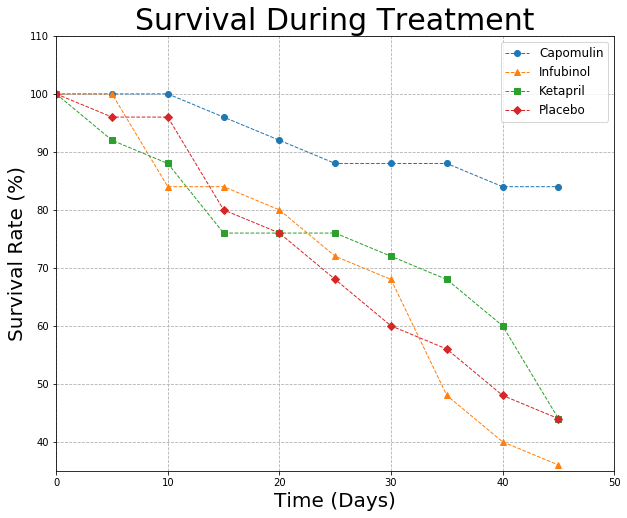 Survival During Treatment
Capomulin
Infubinol
Ketapril
Placebo
Survival Rate (%)
110
100
90
80
70
60
50
40
0 10 20 30 40 50
Time (Days)